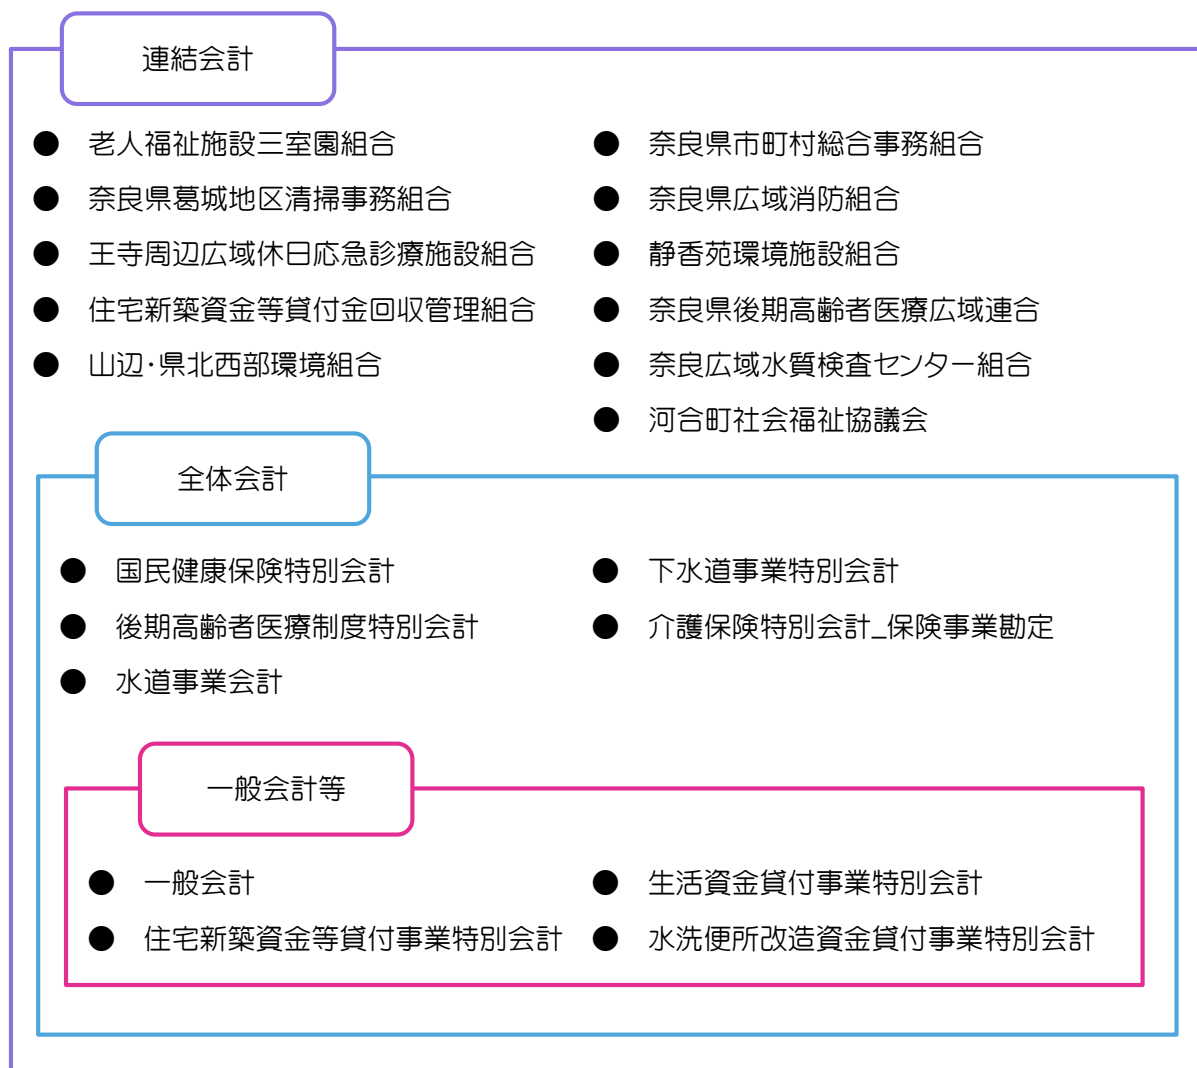 連結会計
● 老人福祉施設三室園組合
● 奈良県市町村総合事務組合
● 奈良県葛城地区清掃事務組合
● 奈良県広域消防組合
● 王寺周辺広域休日応急診療施設組合
● 静香苑環境施設組合
● 住宅新築資金等貸付金回収管理組合
● 奈良県後期高齢者医療広域連合
● 山辺・県北西部環境組合
● 奈良広域水質検査センター組合
● 河合町社会福祉協議会
全体会計
● 国民健康保険特別会計
● 下水道事業特別会計
● 後期高齢者医療制度特別会計
● 介護保険特別会計_保険事業勘定
● 水道事業会計
一般会計等
● 一般会計
● 生活資金貸付事業特別会計
● 住宅新築資金等貸付事業特別会計
● 水洗便所改造資金貸付事業特別会計